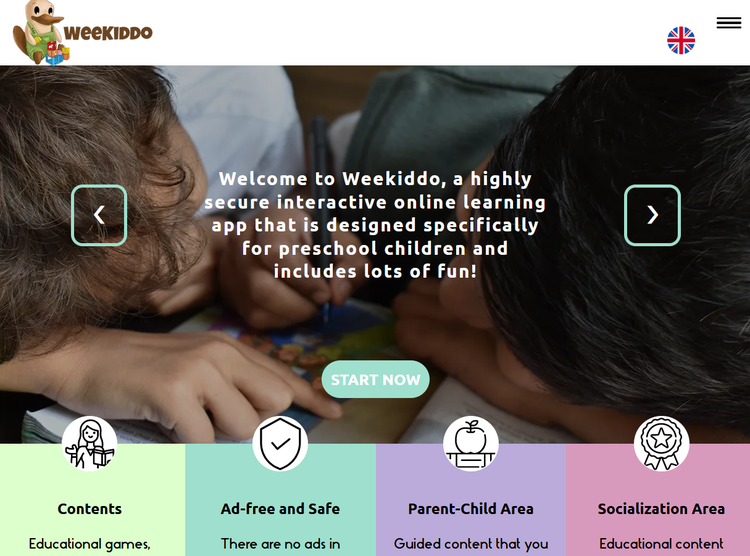 WEEKIDDO
Welcome to Weekiddo, a highly
secure interactive online learning
app that is designed specifically
for preschool children and
includes lots of fun!
START NOW
Contents
Ad-free and Safe
Parent-Child Area
Socialization Area
Educational games,
There are no ads in
Guided content that you
Educational content